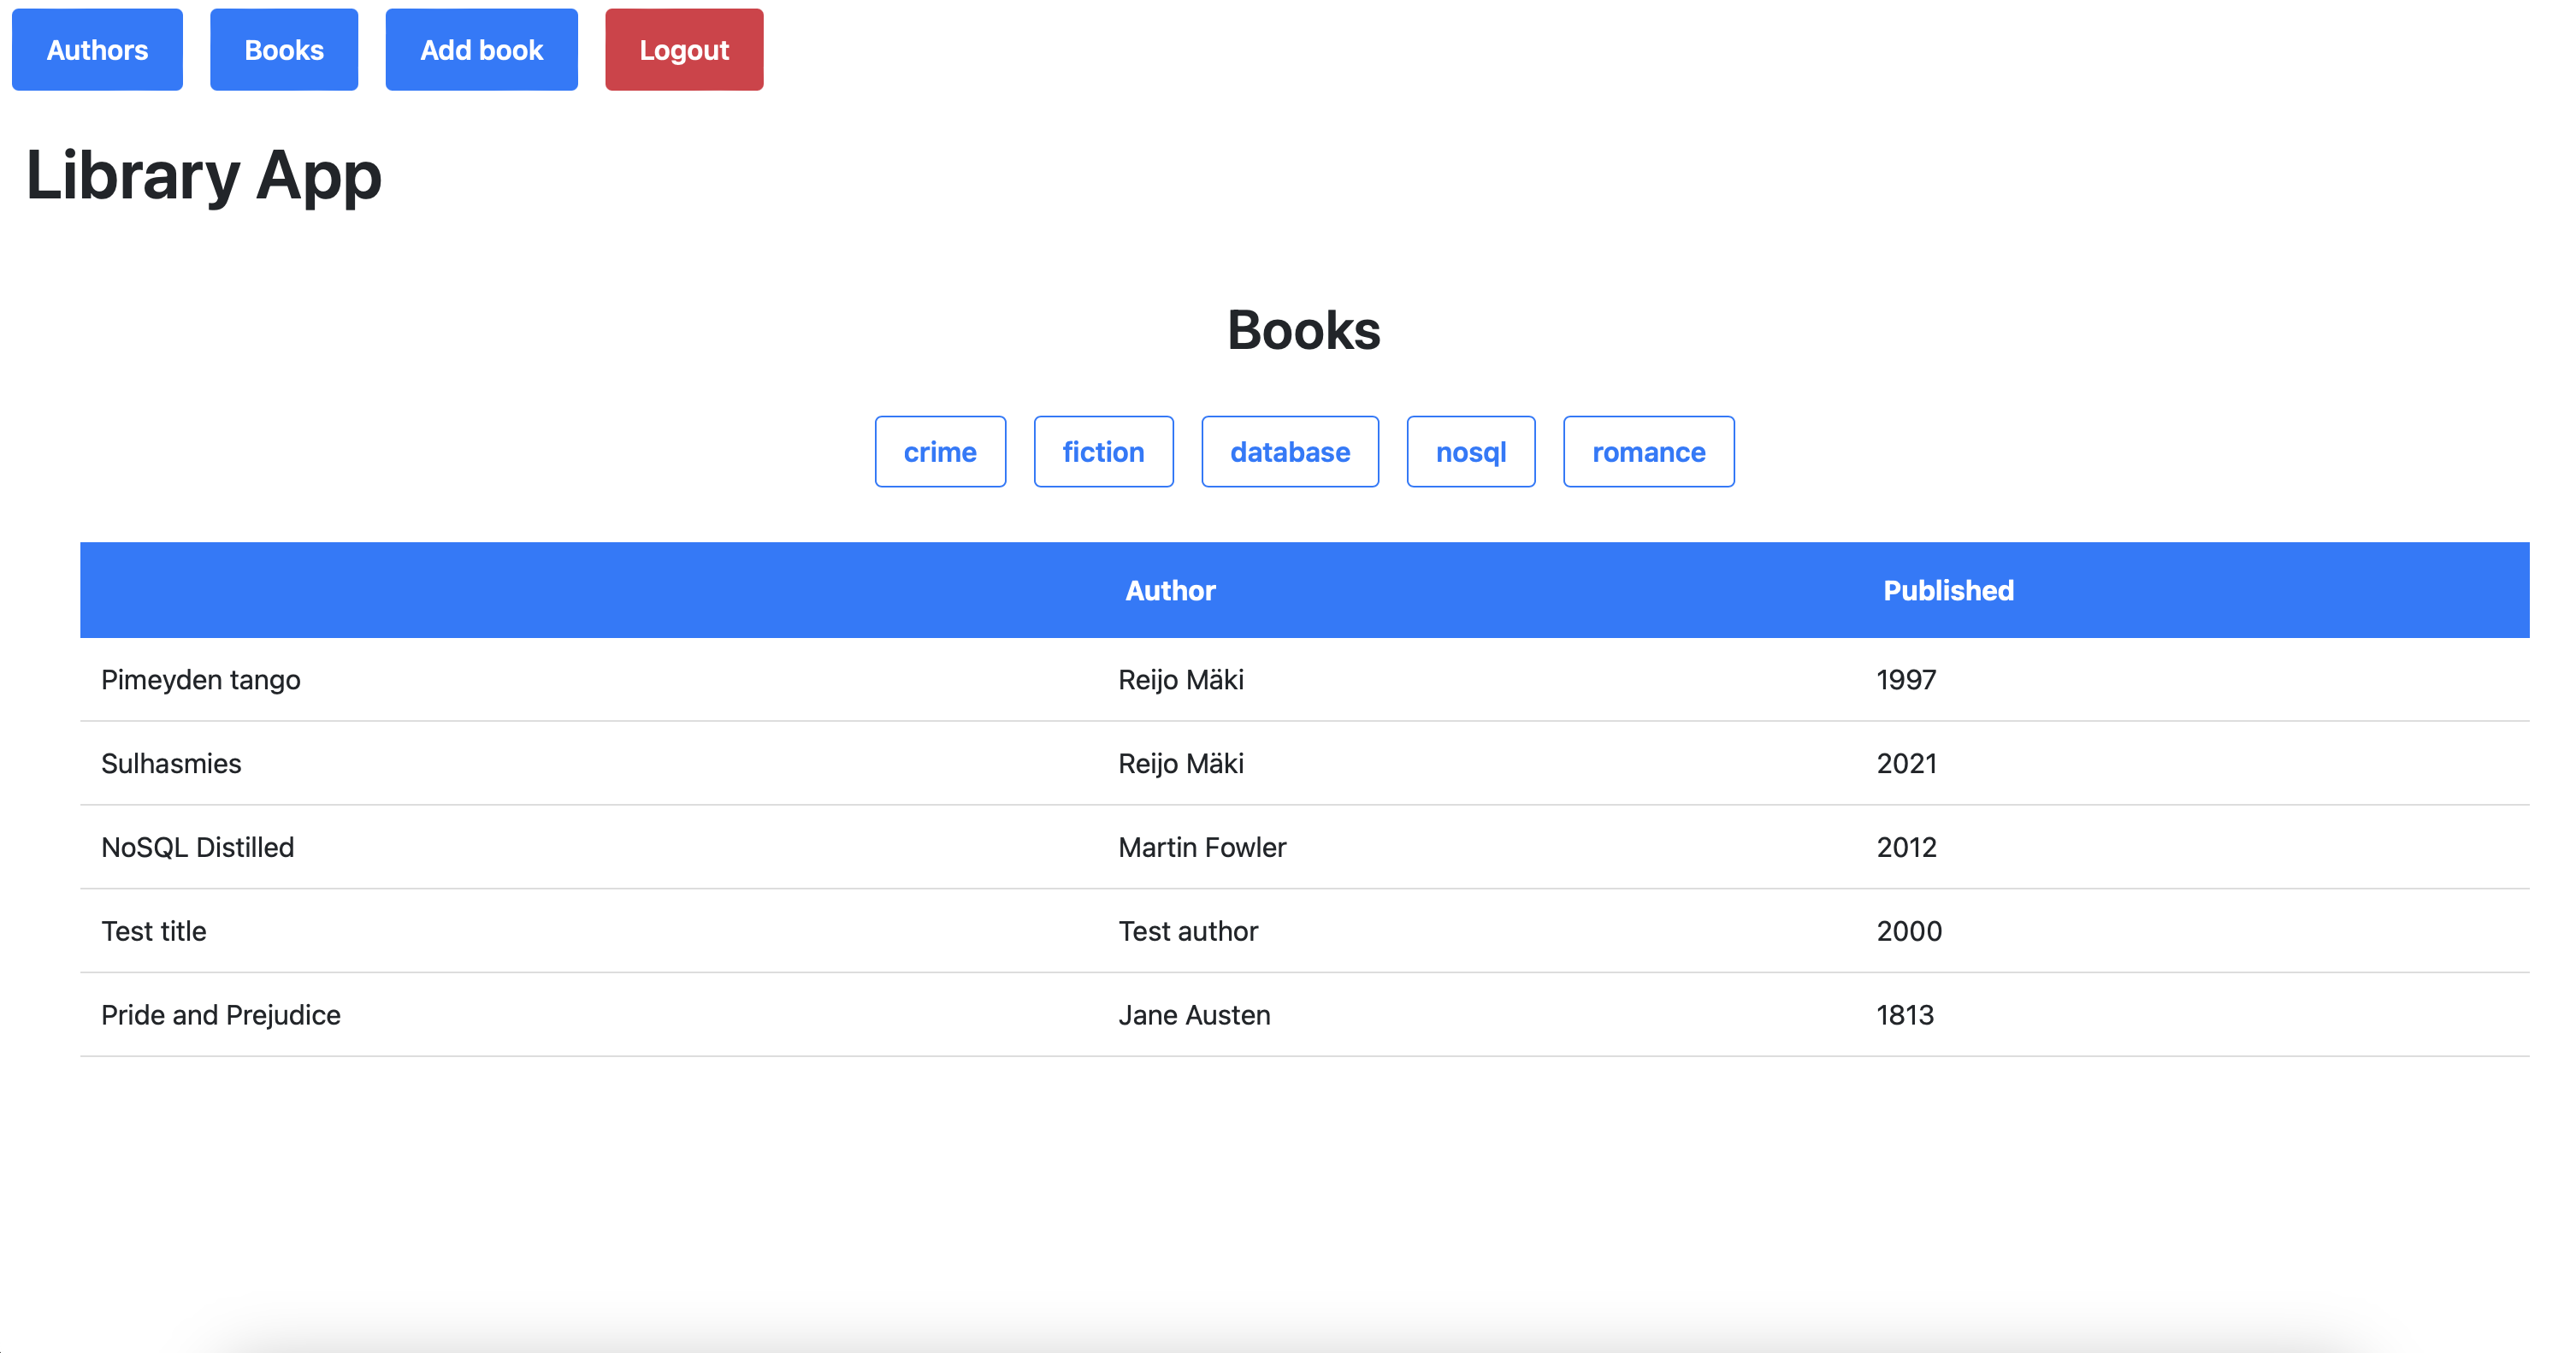 Authors Books Add book Logout
Library App
Books
crime fiction database nosql romance
Author Published
Pimeyden tango Reijo Mäki 1997
Sulhasmies Reijo Mäki 2021
NoSQL Distilled Martin Fowler 2012
Test title Test author 2000
Pride and Prejudice Jane Austen 1813